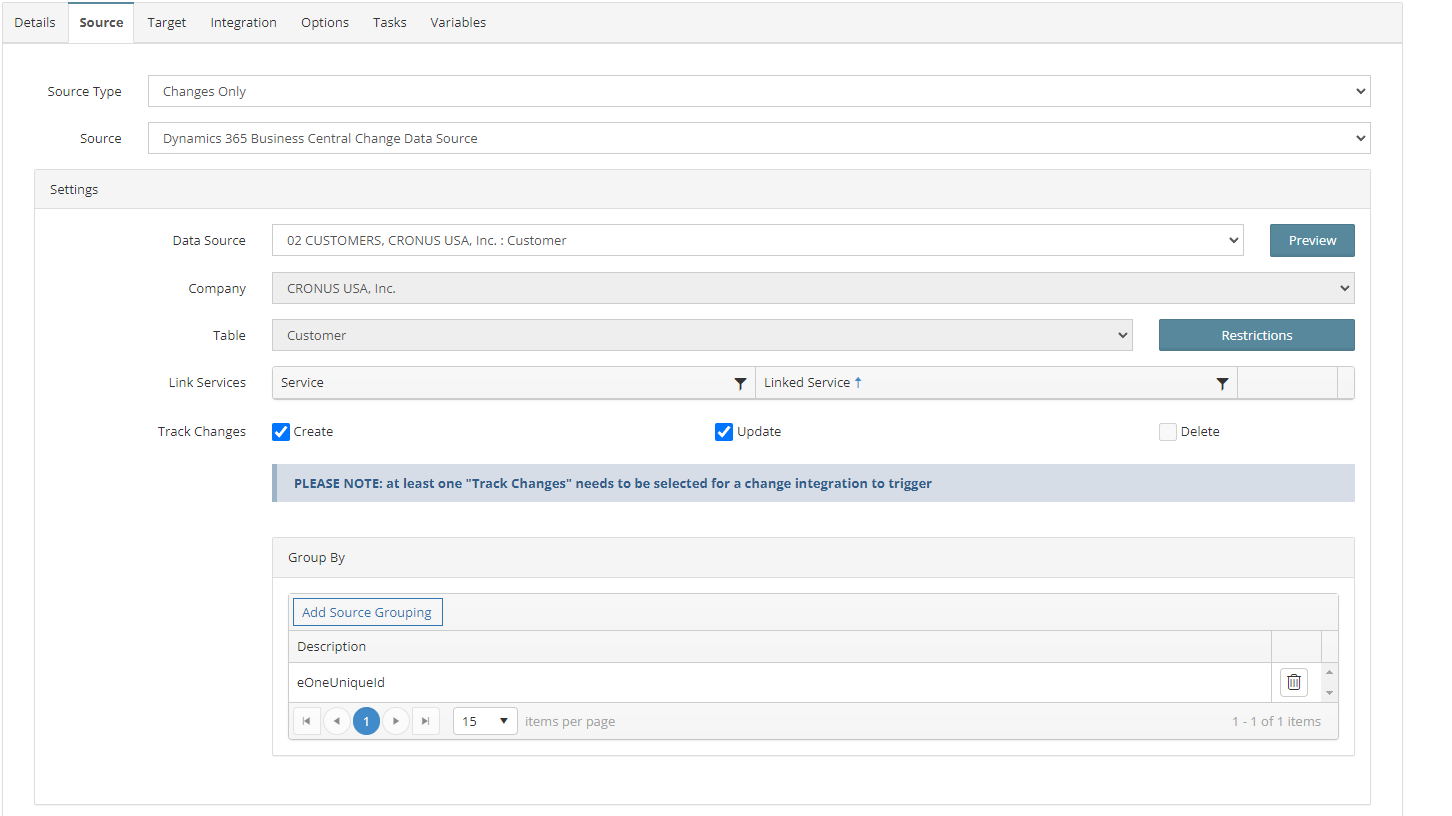 Details Source Target Integration Options Tasks Variables
Source Type Changes Only
Source Dynamics 365 Business Central Change Data Source
Settings
Data Source 02 CUSTOMERS, CRONUS USA, Inc. : Customer Preview
Company CRONUS USA, Inc.
Table Customer Restrictions
Link Services Service Linked Service ↑
Track Changes Create Update Delete
PLEASE NOTE: at least one "Track Changes" needs to be selected for a change integration to trigger
Group By
Add Source Grouping
Description
eOneUniqueId
1 15 items per page 1 - 1 of 1 items